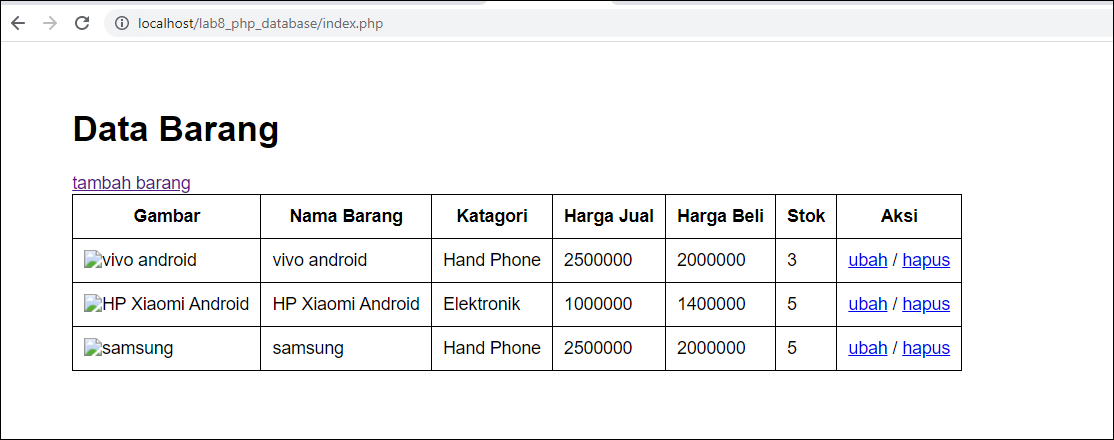 localhost/lab8_php_database/index.php
Data Barang
tambah barang
Gambar Nama Barang Katagori Harga Jual Harga Beli Stok Aksi
vivo android vivo android Hand Phone 2500000 2000000 3 ubah / hapus
HP Xiaomi Android HP Xiaomi Android Elektronik 1000000 1400000 5 ubah / hapus
samsung samsung Hand Phone 2500000 2000000 5 ubah / hapus